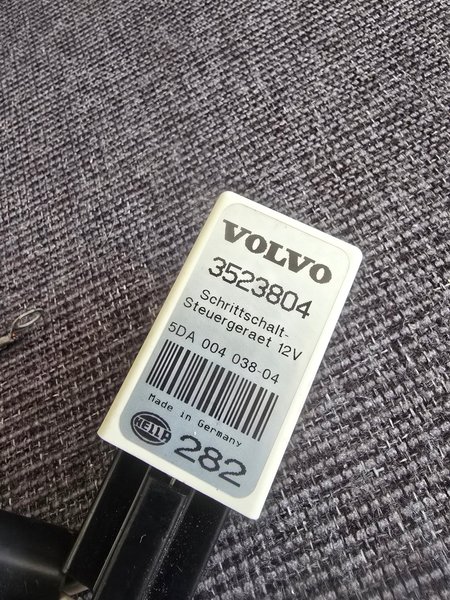 VOLVO
3523804
Schrittschalt-
Steuergeraet 12V
5DA 004 038-04
Made in Germany
HELLA
282